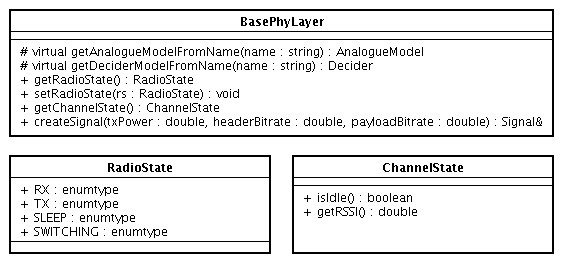 BasePhyLayer
# virtual getAnalogueModelFromName(name : string) : AnalogueModel
# virtual getDeciderModelFromName(name : string) : Decider
+ getRadioState() : RadioState
+ setRadioState(rs : RadioState) : void
+ getChannelState() : ChannelState
+ createSignal(txPower : double, headerBitrate : double, payloadBitrate : double) : Signal&
RadioState
+ RX : enumtype
+ TX : enumtype
+ SLEEP : enumtype
+ SWITCHING : enumtype
ChannelState
+ isIdle() : boolean
+ getRSSI() : double